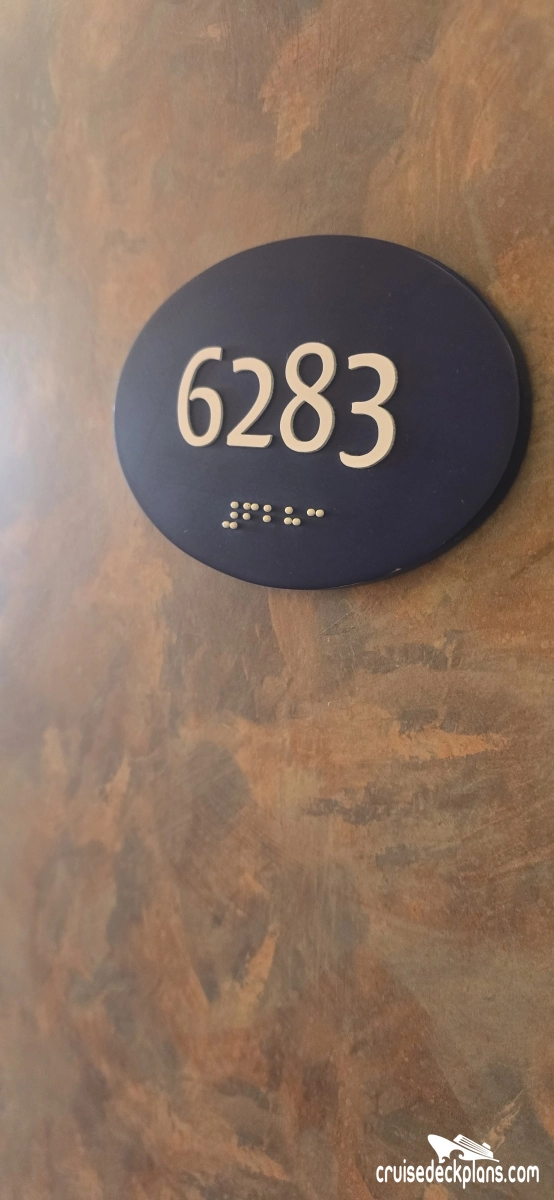 6283
⠼⠋⠃⠓⠉
cruisedeckplans.com